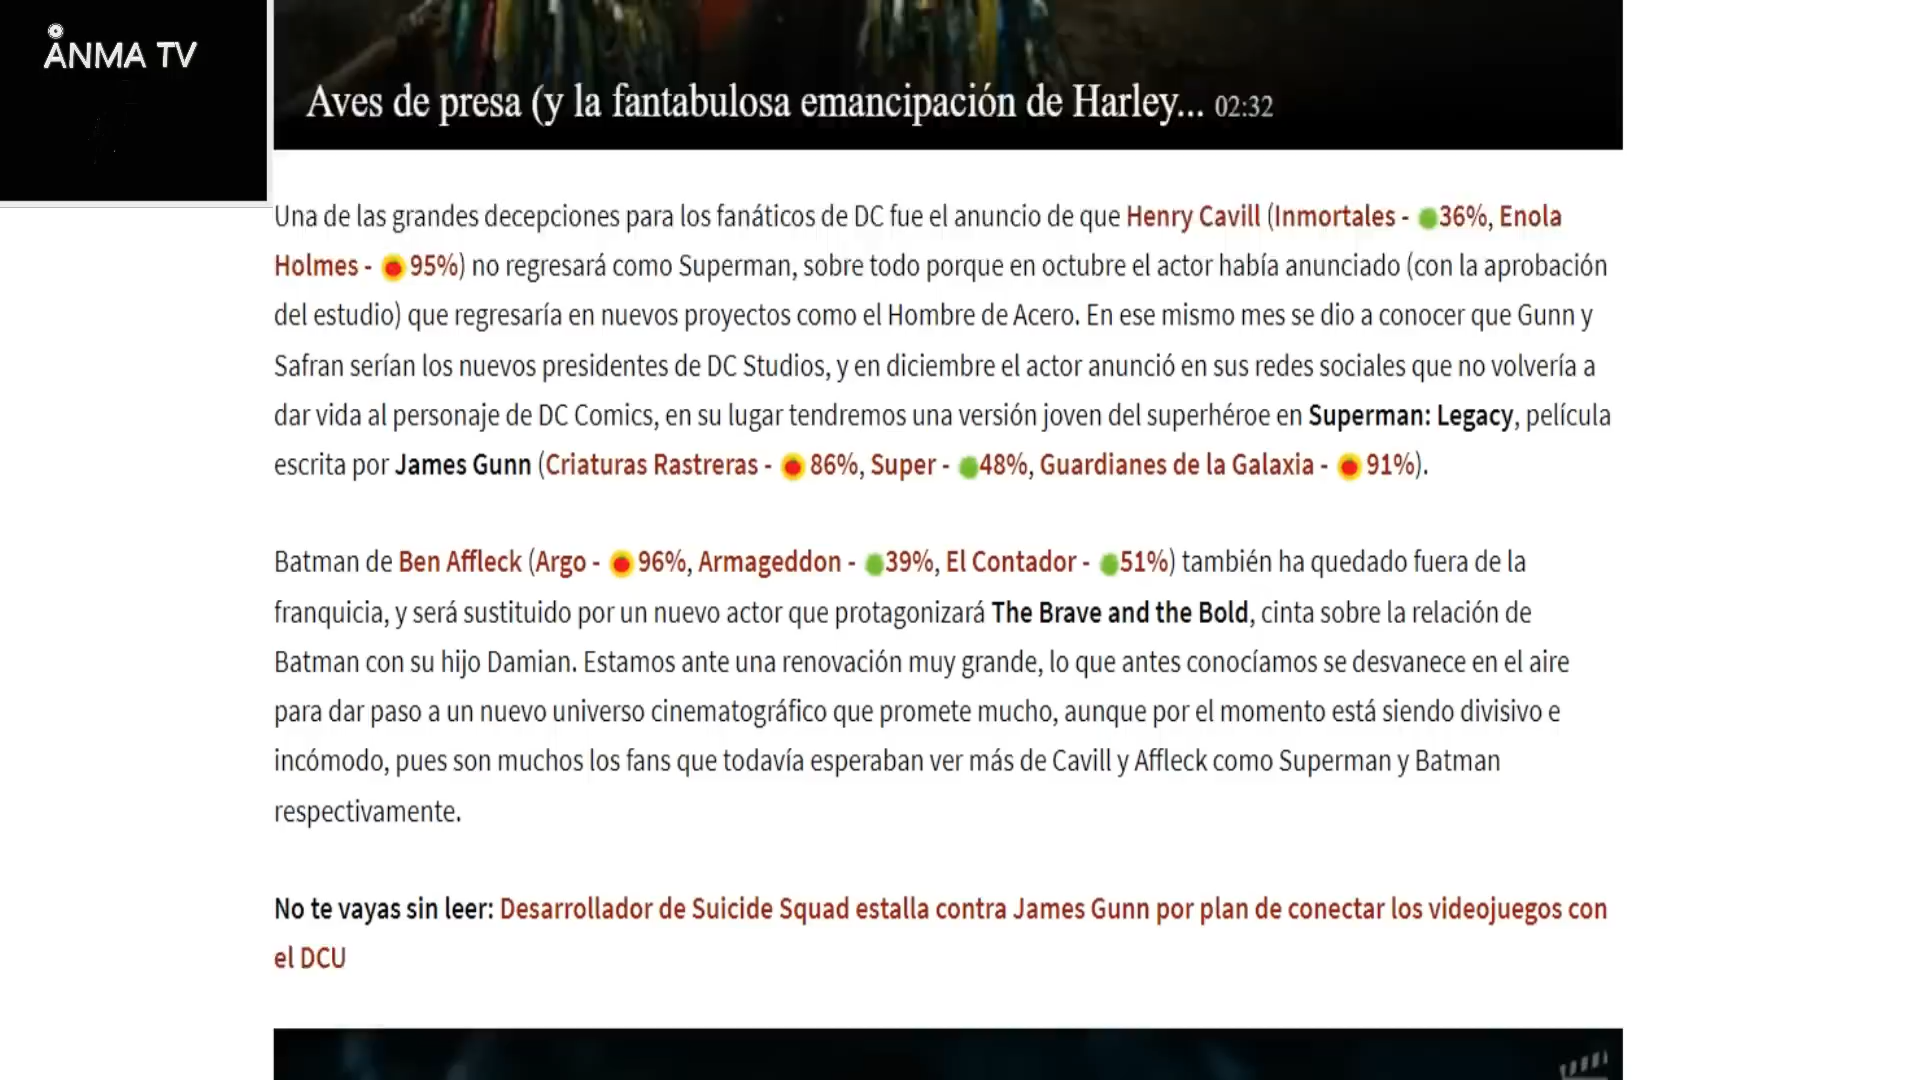 ANMA TV
Aves de presa (y la fantabulosa emancipación de Harley... 02:32
Una de las grandes decepciones para los fanáticos de DC fue el anuncio de que Henry Cavill (Inmortales - 36%, Enola
Holmes - 95%) no regresará como Superman, sobre todo porque en octubre el actor había anunciado (con la aprobación
del estudio) que regresaría en nuevos proyectos como el Hombre de Acero. En ese mismo mes se dio a conocer que Gunn y
Safran serían los nuevos presidentes de DC Studios, y en diciembre el actor anunció en sus redes sociales que no volvería a
dar vida al personaje de DC Comics, en su lugar tendremos una versión joven del superhéroe en Superman: Legacy, película
escrita por James Gunn (Criaturas Rastreras - 86%, Super - 48%, Guardianes de la Galaxia - 91%).
Batman de Ben Affleck (Argo - 96%, Armageddon - 39%, El Contador - 51%) también ha quedado fuera de la
franquicia, y será sustituido por un nuevo actor que protagonizará The Brave and the Bold, cinta sobre la relación de
Batman con su hijo Damian. Estamos ante una renovación muy grande, lo que antes conocíamos se desvanece en el aire
para dar paso a un nuevo universo cinematográfico que promete mucho, aunque por el momento está siendo divisivo e
incómodo, pues son muchos los fans que todavía esperaban ver más de Cavill y Affleck como Superman y Batman
respectivamente.
No te vayas sin leer: Desarrollador de Suicide Squad estalla contra James Gunn por plan de conectar los videojuegos con
el DCU